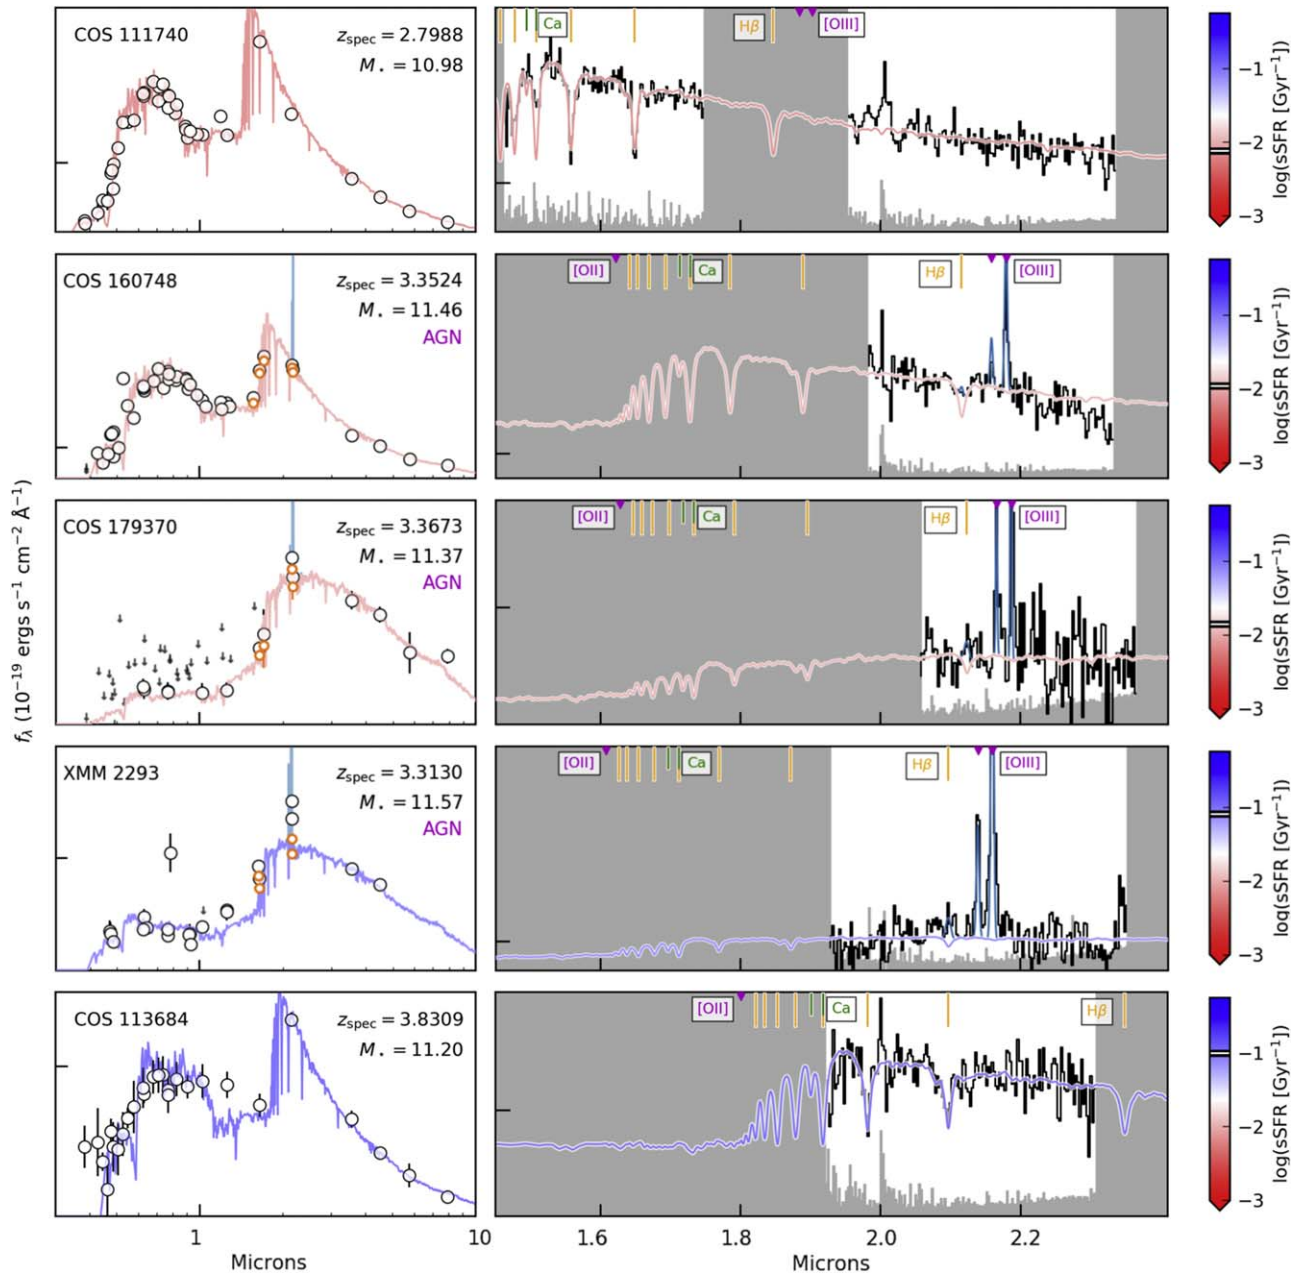 COS 111740
z_spec = 2.7988
M⋆ = 10.98
Ca
Hβ
[OIII]
−1
−2
−3
log(sSFR [Gyr⁻¹])
COS 160748
z_spec = 3.3524
M⋆ = 11.46
AGN
[OII]
Ca
Hβ
[OIII]
−1
−2
−3
log(sSFR [Gyr⁻¹])
f_λ (10⁻¹⁹ ergs s⁻¹ cm⁻² Å⁻¹)
COS 179370
z_spec = 3.3673
M⋆ = 11.37
AGN
[OII]
Ca
Hβ
[OIII]
−1
−2
−3
log(sSFR [Gyr⁻¹])
XMM 2293
z_spec = 3.3130
M⋆ = 11.57
AGN
[OII]
Ca
Hβ
[OIII]
−1
−2
−3
log(sSFR [Gyr⁻¹])
COS 113684
z_spec = 3.8309
M⋆ = 11.20
[OII]
Ca
Hβ
−1
−2
−3
log(sSFR [Gyr⁻¹])
1 10 1.6 1.8 2.0 2.2
Microns Microns